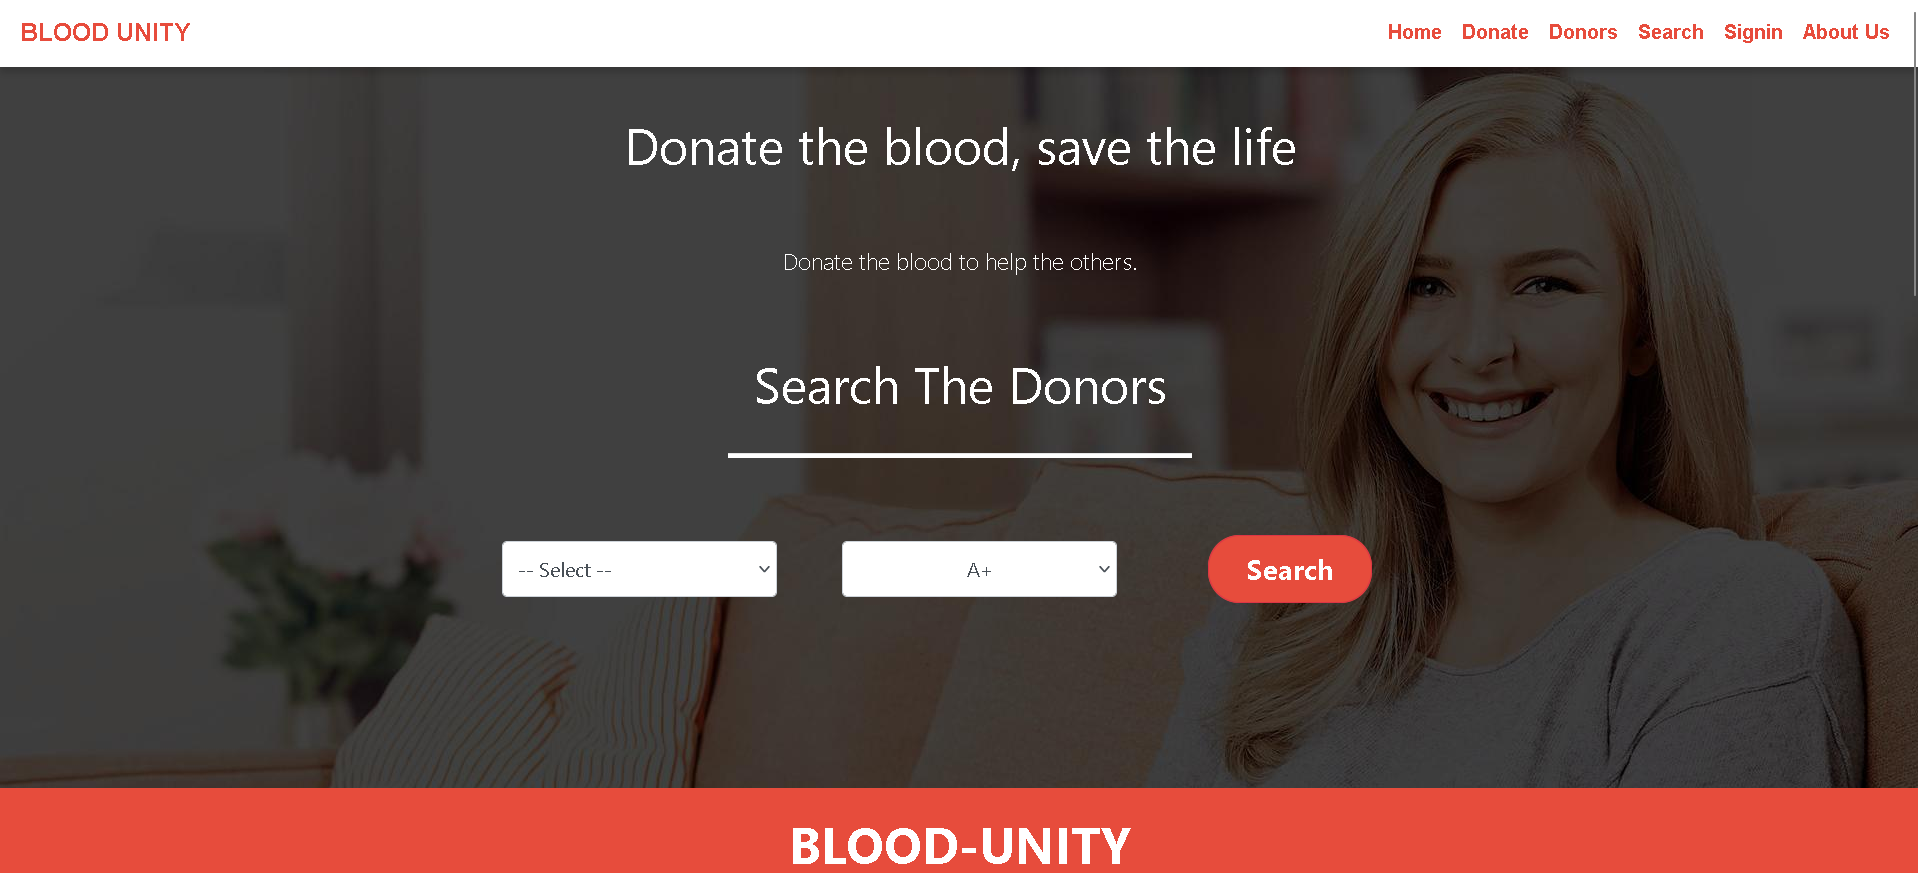 BLOOD UNITY
Home Donate Donors Search Signin About Us
Donate the blood, save the life
Donate the blood to help the others.
Search The Donors
-- Select --
A+
Search
BLOOD-UNITY